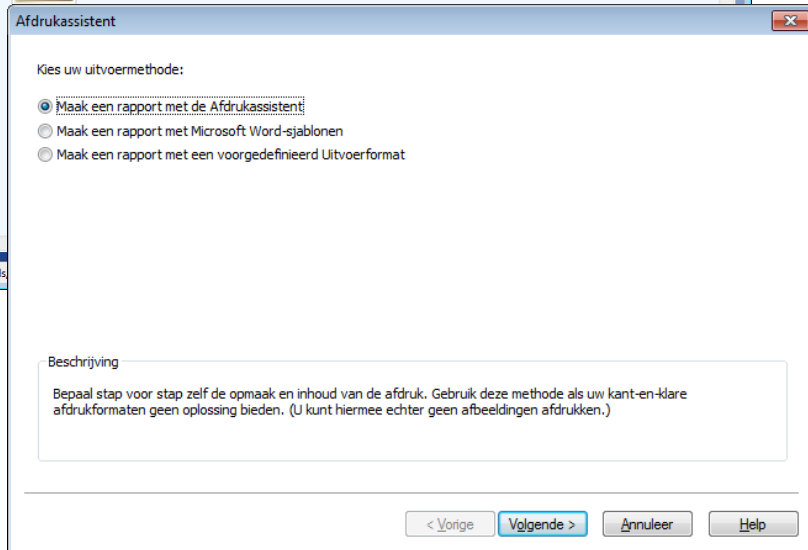 Afdrukassistent
Kies uw uitvoermethode:
Maak een rapport met de Afdrukassistent
Maak een rapport met Microsoft Word-sjablonen
Maak een rapport met een voorgedefinieerd Uitvoerformat
Beschrijving
Bepaal stap voor stap zelf de opmaak en inhoud van de afdruk. Gebruik deze methode als uw kant-en-klare
afdrukformaten geen oplossing bieden. (U kunt hiermee echter geen afbeeldingen afdrukken.)
< Vorige Volgende > Annuleer Help